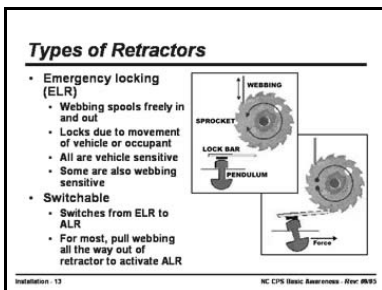 Types of Retractors
• Emergency locking
(ELR)
• Webbing spools freely in
and out
• Locks due to movement
of vehicle or occupant
• All are vehicle sensitive
• Some are also webbing
sensitive
• Switchable
• Switches from ELR to
ALR
• For most, pull webbing
all the way out of
retractor to activate ALR
WEBBING
SPROCKET
LOCK BAR
PENDULUM
Force
Installation - 13
NC CPS Basic Awareness - Rev: